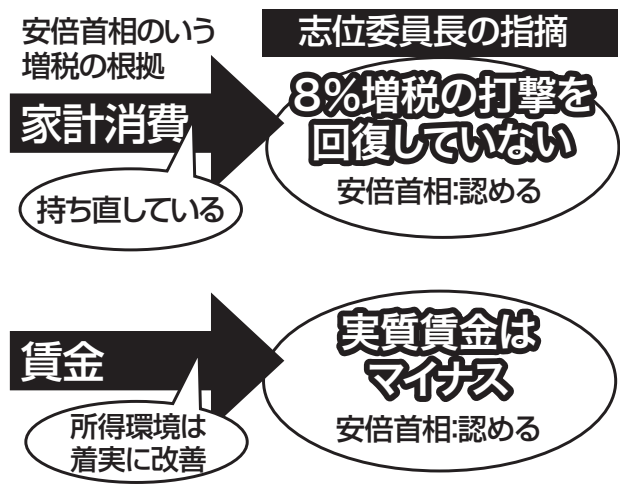 安倍首相のいう
増税の根拠
志位委員長の指摘
家計消費
持ち直している
8%増税の打撃を
回復していない
安倍首相:認める
賃金
所得環境は
着実に改善
実質賃金は
マイナス
安倍首相:認める